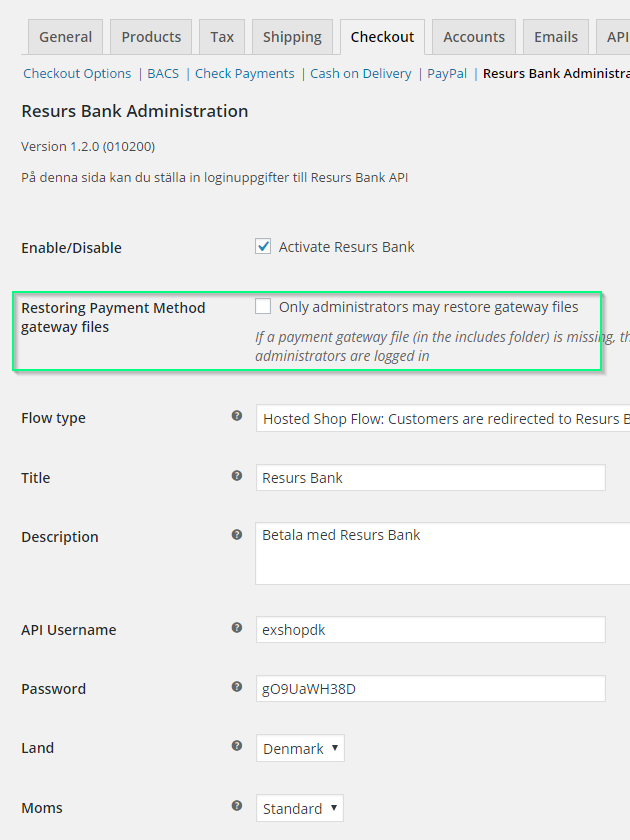 General Products Tax Shipping Checkout Accounts Emails API
Checkout Options | BACS | Check Payments | Cash on Delivery | PayPal | Resurs Bank Administra
Resurs Bank Administration
Version 1.2.0 (010200)
På denna sida kan du ställa in loginuppgifter till Resurs Bank API
Enable/Disable Activate Resurs Bank
Restoring Payment Method Only administrators may restore gateway files
gateway files
If a payment gateway file (in the includes folder) is missing, th
administrators are logged in
Flow type Hosted Shop Flow: Customers are redirected to Resurs B
Title Resurs Bank
Description Betala med Resurs Bank
API Username exshopdk
Password gO9UaWH38D
Land Denmark
Moms Standard